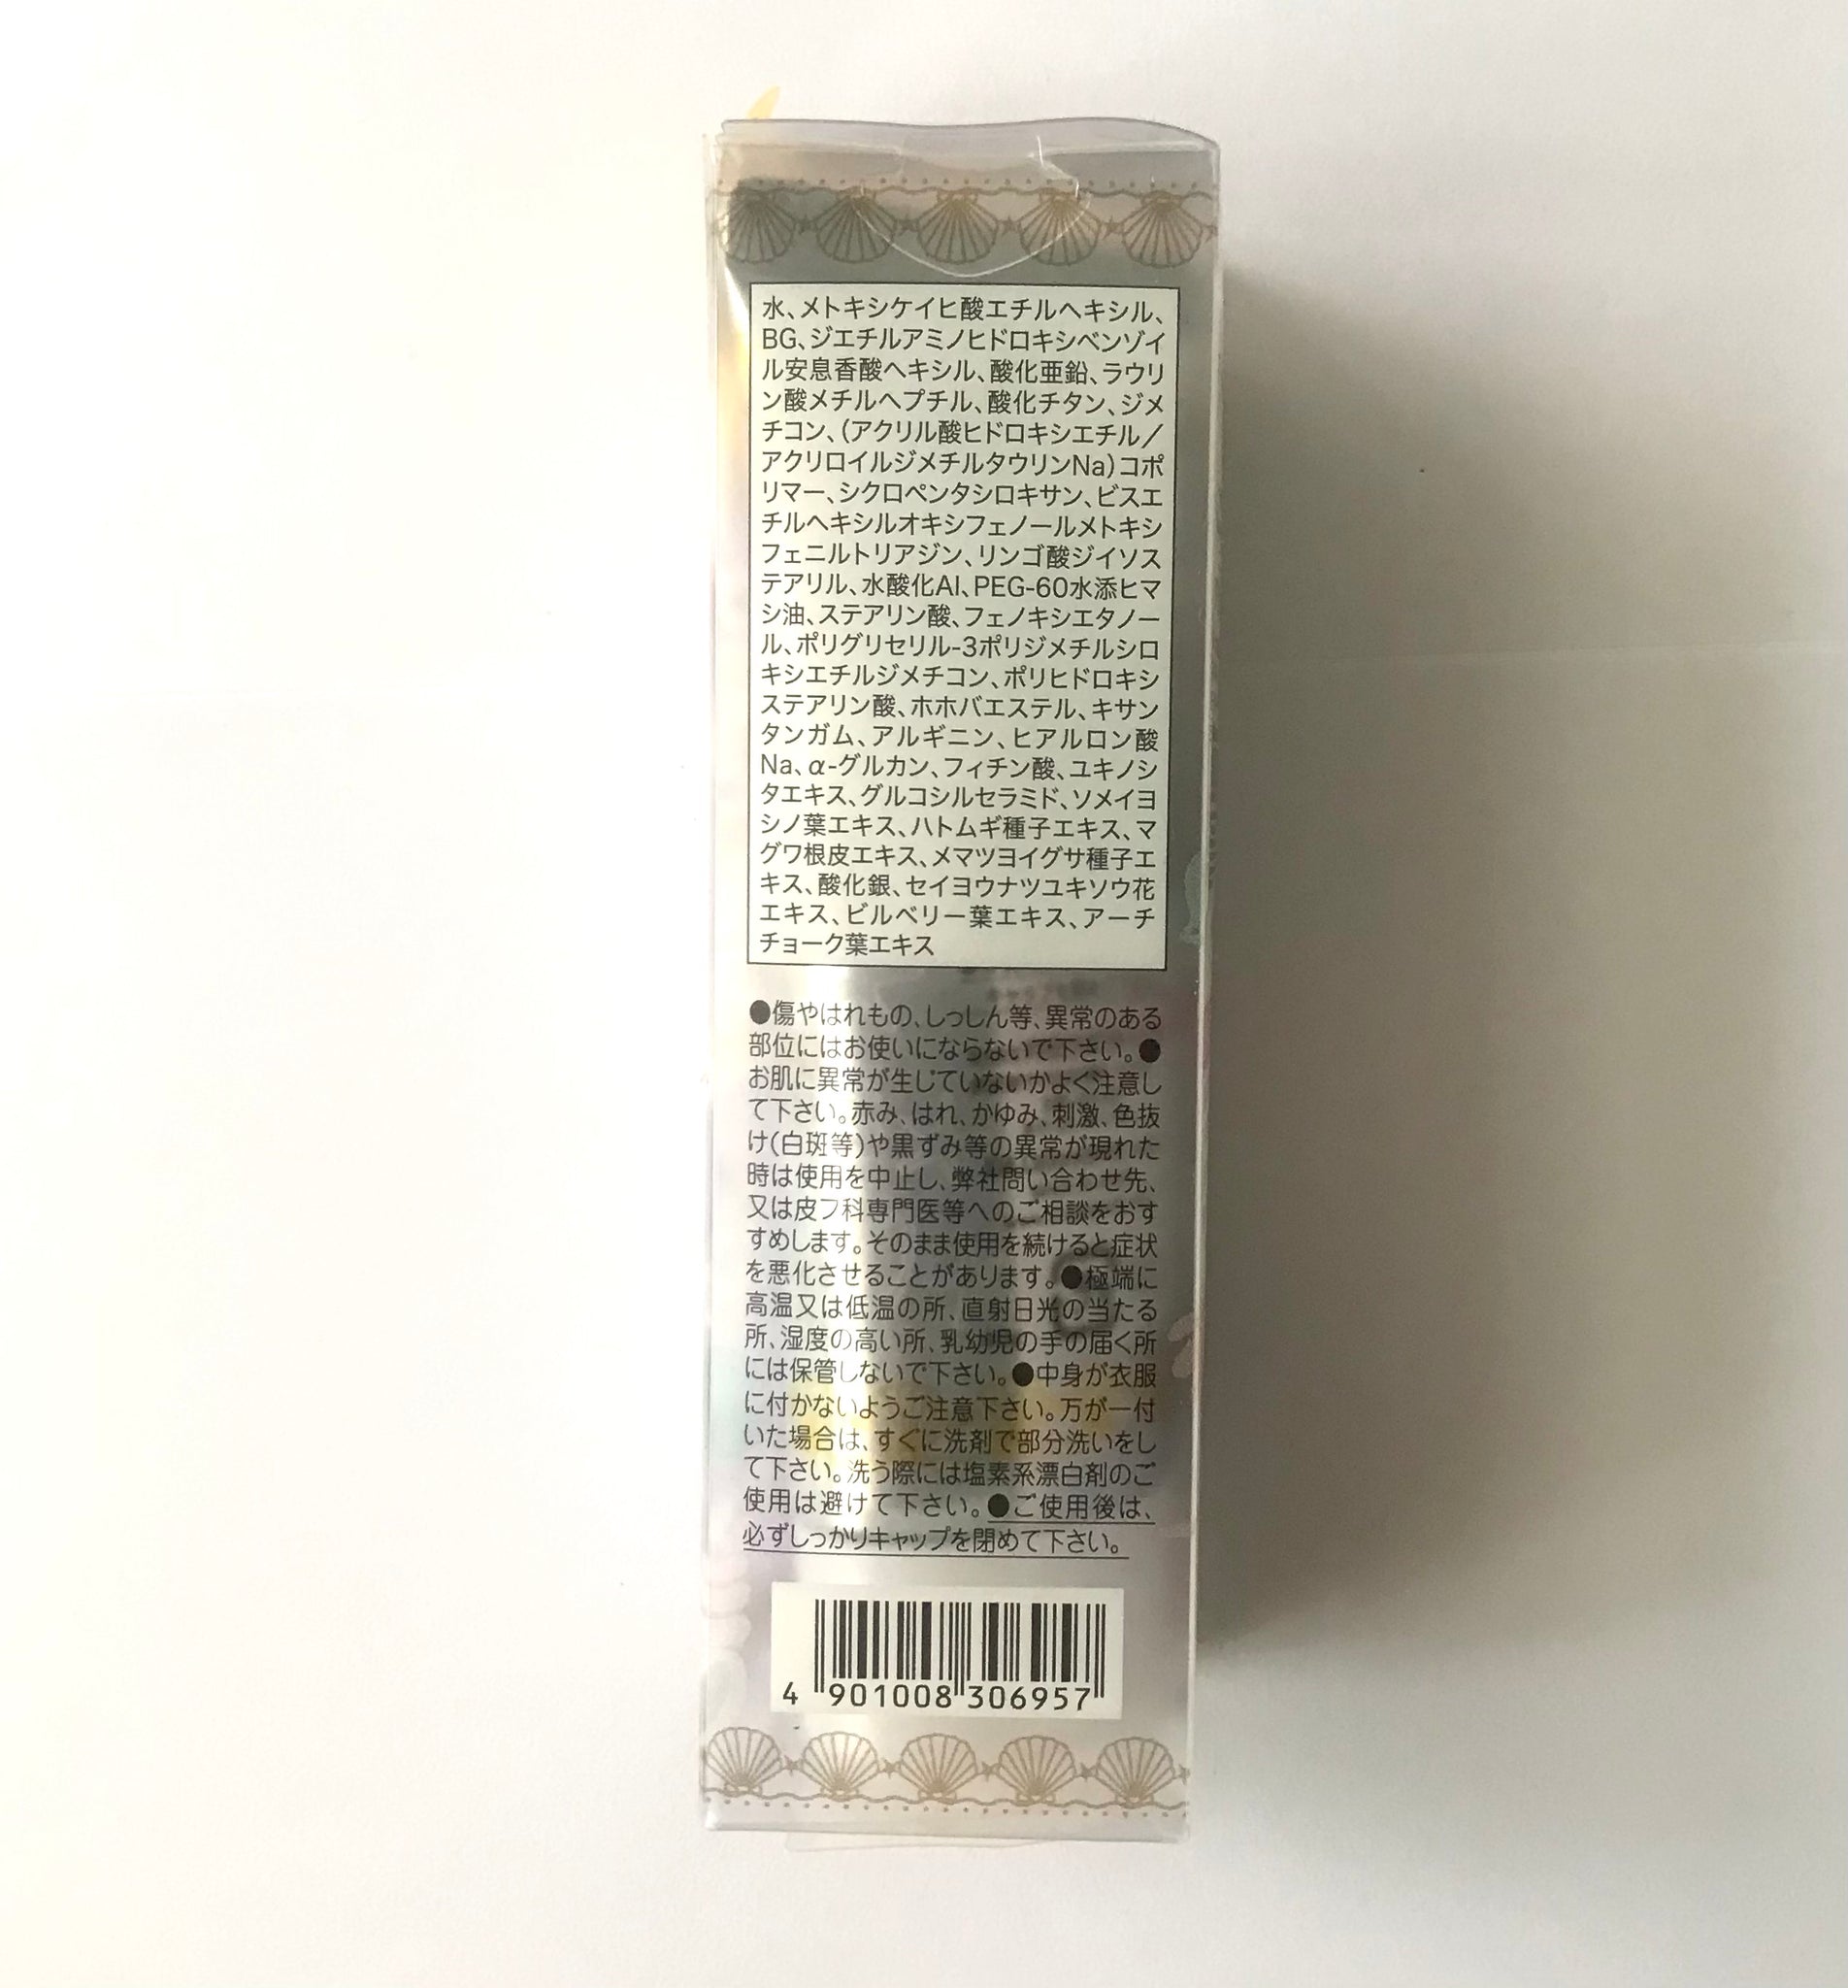 水、メトキシケイヒ酸エチルヘキシル、
BG、ジエチルアミノヒドロキシベンゾイ
ル安息香酸ヘキシル、酸化亜鉛、ラウリ
ン酸メチルヘプチル、酸化チタン、ジメ
チコン、(アクリル酸ヒドロキシエチル/
アクリロイルジメチルタウリンNa)コポ
リマー、シクロペンタシロキサン、ビスエ
チルヘキシルオキシフェノールメトキシ
フェニルトリアジン、リンゴ酸ジイソス
テアリル、水酸化Al、PEG-60水添ヒマ
シ油、ステアリン酸、フェノキシエタノー
ル、ポリグリセリル-3ポリジメチルシロ
キシエチルジメチコン、ポリヒドロキシ
ステアリン酸、ホホバエステル、キサン
タンガム、アルギニン、ヒアルロン酸
Na、α-グルカン、フィチン酸、ユキノシ
タエキス、グルコシルセラミド、ソメイヨ
シノ葉エキス、ハトムギ種子エキス、マ
グワ根皮エキス、メマツヨイグサ種子エ
キス、酸化銀、セイヨウナツユキソウ花
エキス、ビルベリー葉エキス、アーチ
チョーク葉エキス
●傷やはれもの、しっしん等、異常のある
部位にはお使いにならないで下さい。●
お肌に異常が生じていないかよく注意し
て下さい。赤み、はれ、かゆみ、刺激、色抜
け(白斑等)や黒ずみ等の異常が現れた
時は使用を中止し、弊社問い合わせ先、
又は皮フ科専門医等へのご相談をおす
すめします。そのまま使用を続けると症状
を悪化させることがあります。●極端に
高温又は低温の所、直射日光の当たる
所、湿度の高い所、乳幼児の手の届く所
には保管しないで下さい。●中身が衣服
に付かないようご注意下さい。万が一付
いた場合は、すぐに洗剤で部分洗いをし
て下さい。洗う際には塩素系漂白剤のご
使用は避けて下さい。●ご使用後は、
必ずしっかりキャップを閉めて下さい。
4 901008 306957